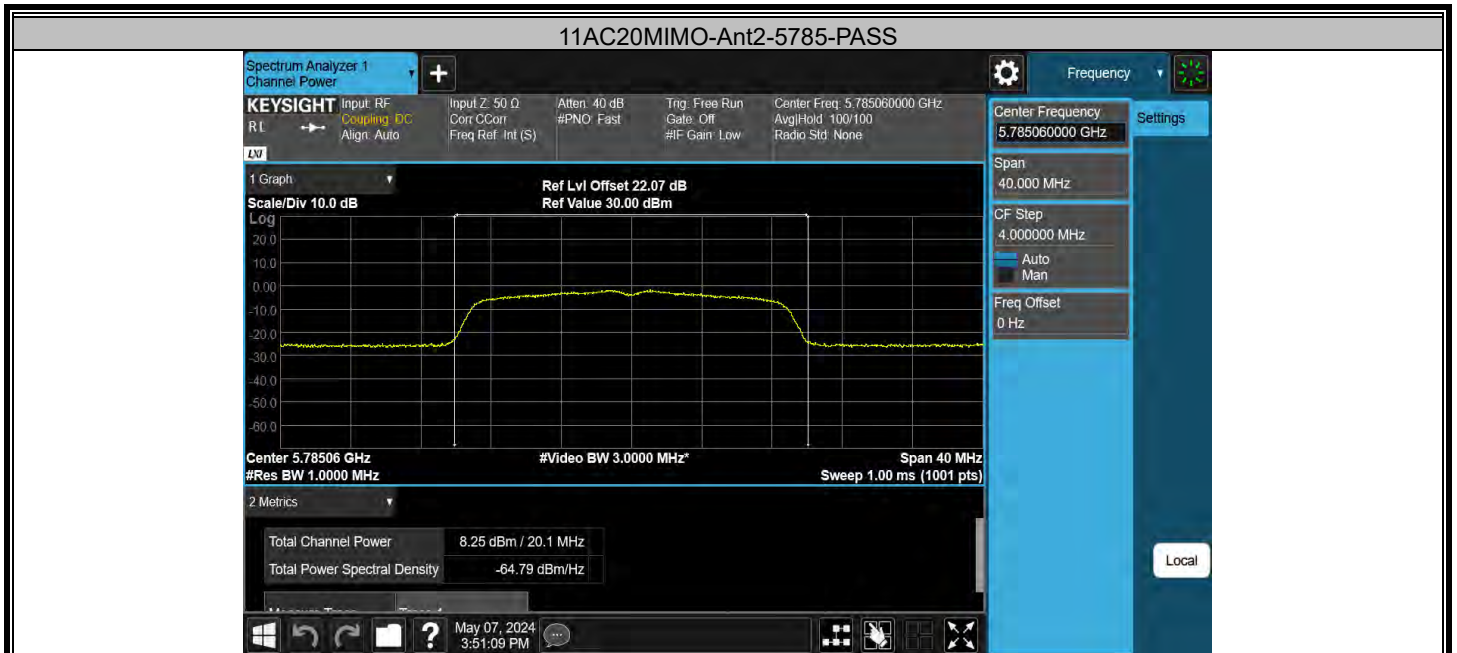 11AC20MIMO-Ant2-5785-PASS
Spectrum Analyzer 1
Channel Power
Frequency
KEYSIGHT
RL
LXI
Input: RF
Coupling: DC
Align: Auto
Input Z: 50 Ω
Corr CCorr
Freq Ref: Int (S)
Atten: 40 dB
#PNO: Fast
Trig: Free Run
Gate: Off
#IF Gain: Low
Center Freq: 5.785060000 GHz
Avg|Hold: 100/100
Radio Std: None
Center Frequency
5.785060000 GHz
Settings
Span
40.000 MHz
CF Step
4.000000 MHz
Auto
Man
Freq Offset
0 Hz
Local
1 Graph
Scale/Div 10.0 dB
Ref Lvl Offset 22.07 dB
Ref Value 30.00 dBm
Log
20.0
10.0
0.00
-10.0
-20.0
-30.0
-40.0
-50.0
-60.0
Center 5.78506 GHz
#Video BW 3.0000 MHz*
Span 40 MHz
#Res BW 1.0000 MHz
Sweep 1.00 ms (1001 pts)
2 Metrics
Total Channel Power 8.25 dBm / 20.1 MHz
Total Power Spectral Density -64.79 dBm/Hz
May 07, 2024
3:51:09 PM